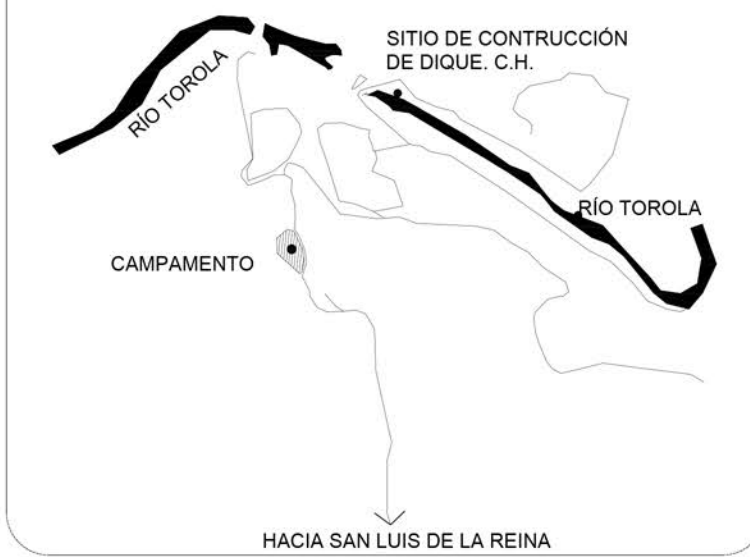 SITIO DE CONTRUCCIÓN
DE DIQUE. C.H.
RÍO TOROLA
RÍO TOROLA
CAMPAMENTO
HACIA SAN LUIS DE LA REINA